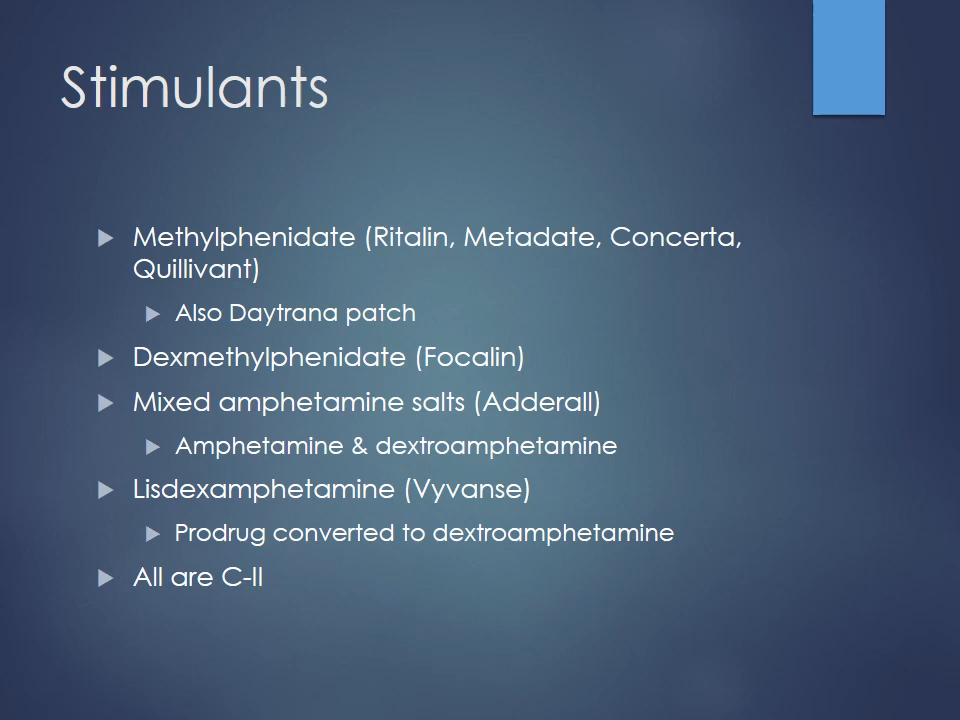 Stimulants
Methylphenidate (Ritalin, Metadate, Concerta,
Quillivant)
Also Daytrana patch
Dexmethylphenidate (Focalin)
Mixed amphetamine salts (Adderall)
Amphetamine & dextroamphetamine
Lisdexamphetamine (Vyvanse)
Prodrug converted to dextroamphetamine
All are C-II